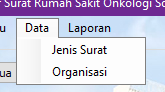 Surat Rumah Sakit Onkologi
Data Laporan
Jenis Surat
Organisasi